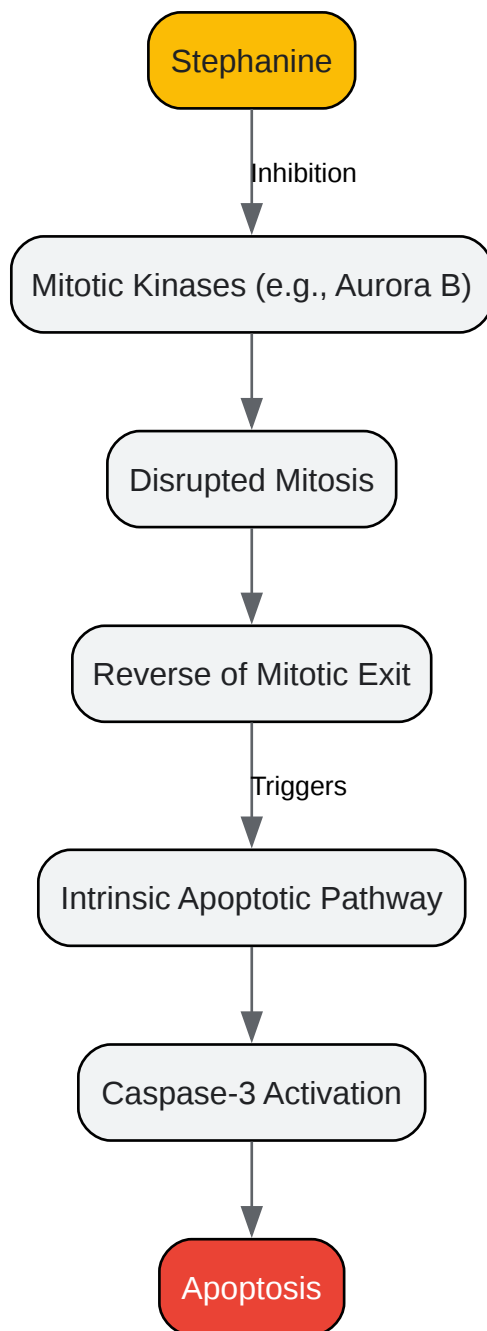 Stephanine
Inhibition
Mitotic Kinases (e.g., Aurora B)
Disrupted Mitosis
Reverse of Mitotic Exit
Triggers
Intrinsic Apoptotic Pathway
Caspase-3 Activation
Apoptosis